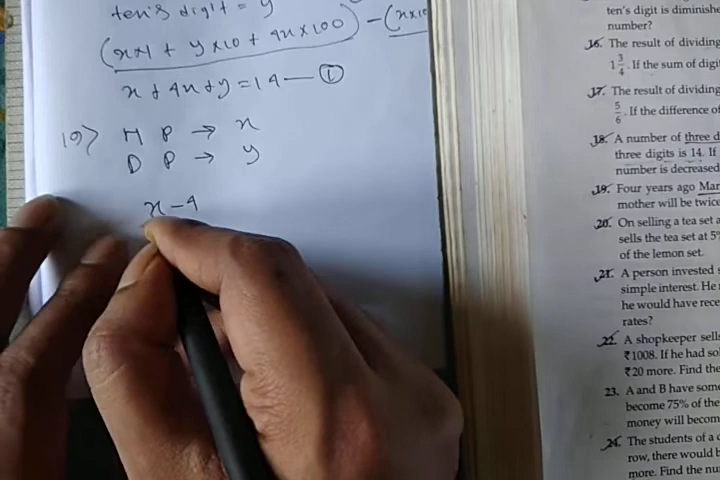 ten's digit = y
(x×1 + y×10 + 4x×100) - (x×10
x + 4x + y = 14 — ①
19) H P → x
D P → y
x - 4
ten's digit is diminishe
number?
16. The result of dividing
1 3/4. If the sum of digi
17. The result of dividing
5/6. If the difference of
18. A number of three d
three digits is 14. If
number is decreased
19. Four years ago Mar
mother will be twice
20. On selling a tea set a
sells the tea set at 5%
of the lemon set.
21. A person invested s
simple interest. He
he would have rece
rates?
22. A shopkeeper sells
₹1008. If he had sol
₹20 more. Find the
23. A and B have some
become 75% of the
money will becom
24. The students of a c
row, there would b
more. Find the nu